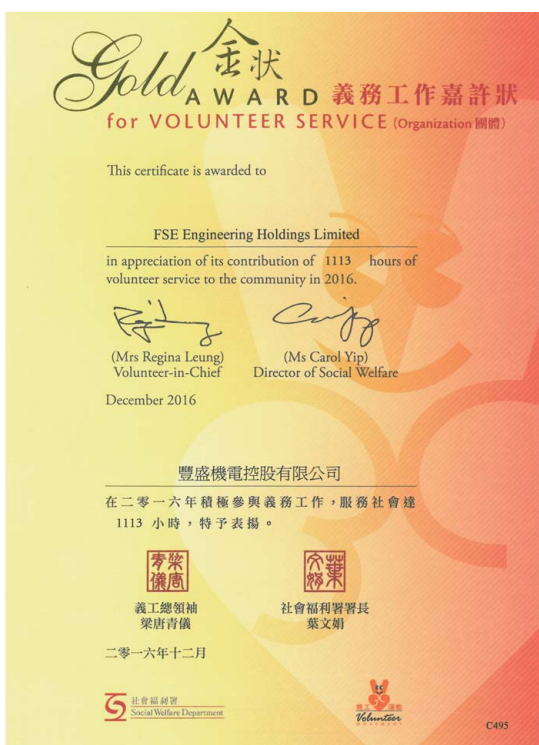 Gold 金状
AWARD 義務工作嘉許狀
for VOLUNTEER SERVICE (Organization 團體)
This certificate is awarded to
FSE Engineering Holdings Limited
in appreciation of its contribution of 1113 hours of
volunteer service to the community in 2016.
(Mrs Regina Leung)
Volunteer-in-Chief
(Ms Carol Yip)
Director of Social Welfare
December 2016
豐盛機電控股有限公司
在二零一六年積極參與義務工作，服務社會達
1113 小時，特予表揚。
義工總領袖
梁唐青儀
社會福利署署長
葉文娟
二零一六年十二月
社會福利署
Social Welfare Department
義工運動
Volunteer
MOVEMENT
C495